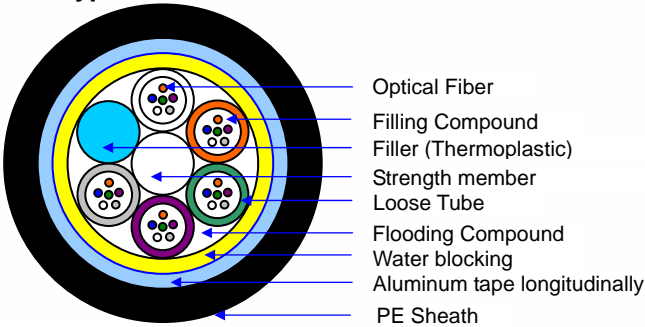 Optical Fiber
Filling Compound
Filler (Thermoplastic)
Strength member
Loose Tube
Flooding Compound
Water blocking
Aluminum tape longitudinally
PE Sheath